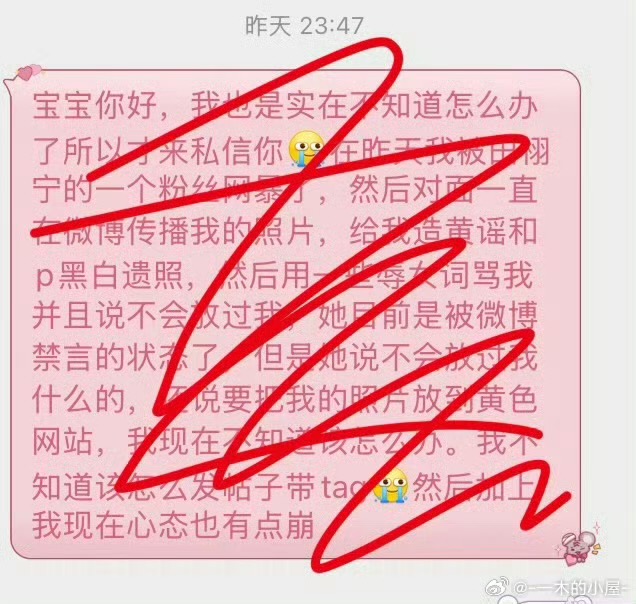 昨天 23:47
宝宝你好，我也是实在不知道怎么办
了所以才来私信你 在昨天我被田栩
宁的一个粉丝网暴了，然后对面一直
在微博传播我的照片，给我造黄谣和
p黑白遗照，然后用一些辱女词骂我
并且说不会放过我，她目前是被微博
禁言的状态了，但是她说不会放过我
什么的，还说要把我的照片放到黄色
网站，我现在不知道该怎么办。我不
知道该怎么发帖子带tag 然后加上
我现在心态也有点崩
@-一木的小屋-